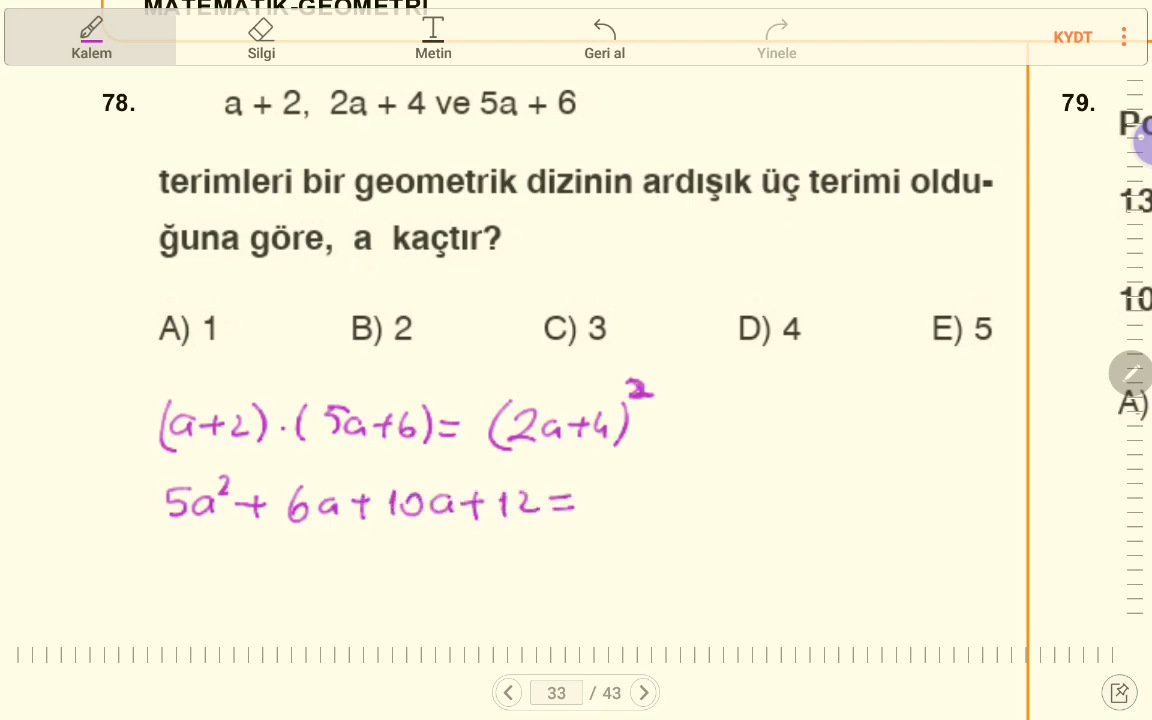 MATEMATİK-GEOMETRİ
Kalem Silgi Metin Geri al Yinele
KYDT
78. a + 2, 2a + 4 ve 5a + 6
terimleri bir geometrik dizinin ardışık üç terimi oldu-
ğuna göre, a kaçtır?
A) 1 B) 2 C) 3 D) 4 E) 5
(a+2).(5a+6)= (2a+4)²
5a²+6a+10a+12=
79.
13
10
A)
33 / 43